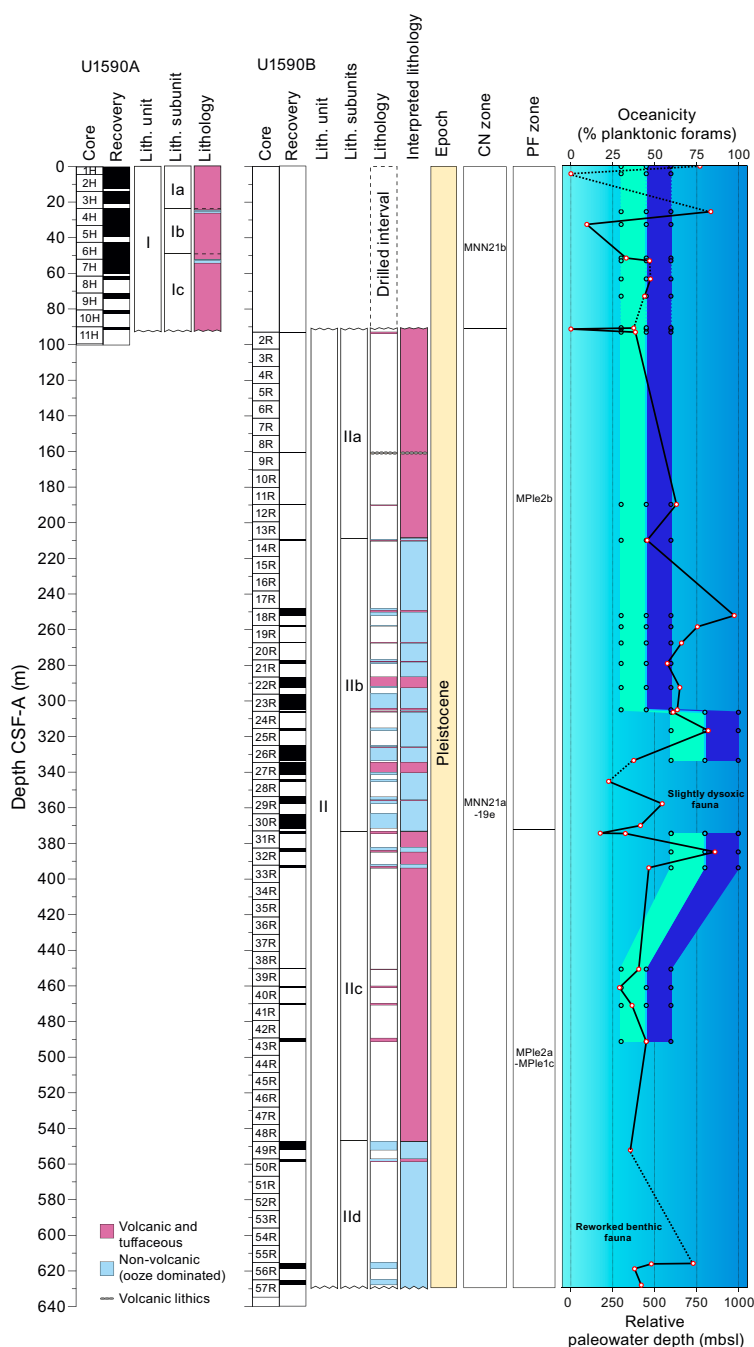 U1590A
U1590B
Core
Recovery
Lith. unit
Lith. subunit
Lithology
Core
Recovery
Lith. unit
Lith. subunits
Lithology
Interpreted lithology
Epoch
CN zone
PF zone
Oceanicity
(% planktonic forams)
0 25 50 75 100
Depth CSF-A (m)
0
20
40
60
80
100
120
140
160
180
200
220
240
260
280
300
320
340
360
380
400
420
440
460
480
500
520
540
560
580
600
620
640
1H
2H
3H
4H
5H
6H
7H
8H
9H
10H
11H
I
Ia
Ib
Ic
2R
3R
4R
5R
6R
7R
8R
9R
10R
11R
12R
13R
14R
15R
16R
17R
18R
19R
20R
21R
22R
23R
24R
25R
26R
27R
28R
29R
30R
31R
32R
33R
34R
35R
36R
37R
38R
39R
40R
41R
42R
43R
44R
45R
46R
47R
48R
49R
50R
51R
52R
53R
54R
55R
56R
57R
II
IIa
IIb
IIc
IId
Drilled interval
Pleistocene
MNN21b
MNN21a
-19e
MPle2b
MPle2a
-MPle1c
Slightly dysoxic
fauna
Reworked benthic
fauna
Volcanic and
tuffaceous
Non-volcanic
(ooze dominated)
Volcanic lithics
0 250 500 750 1000
Relative
paleowater depth (mbsl)